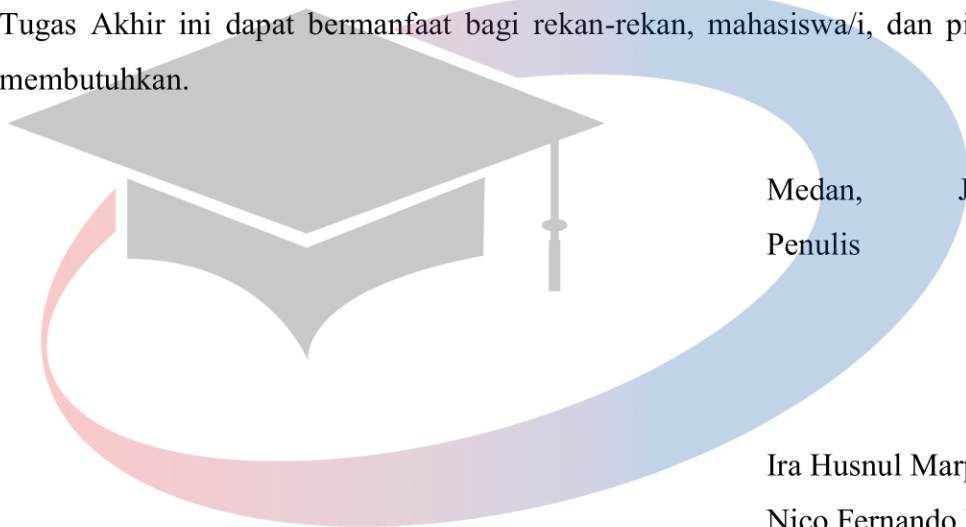 Tugas Akhir ini dapat bermanfaat bagi rekan-rekan, mahasiswa/i, dan
membutuhkan.
Medan,
Penulis
Ira Husnul
Nico Fernando